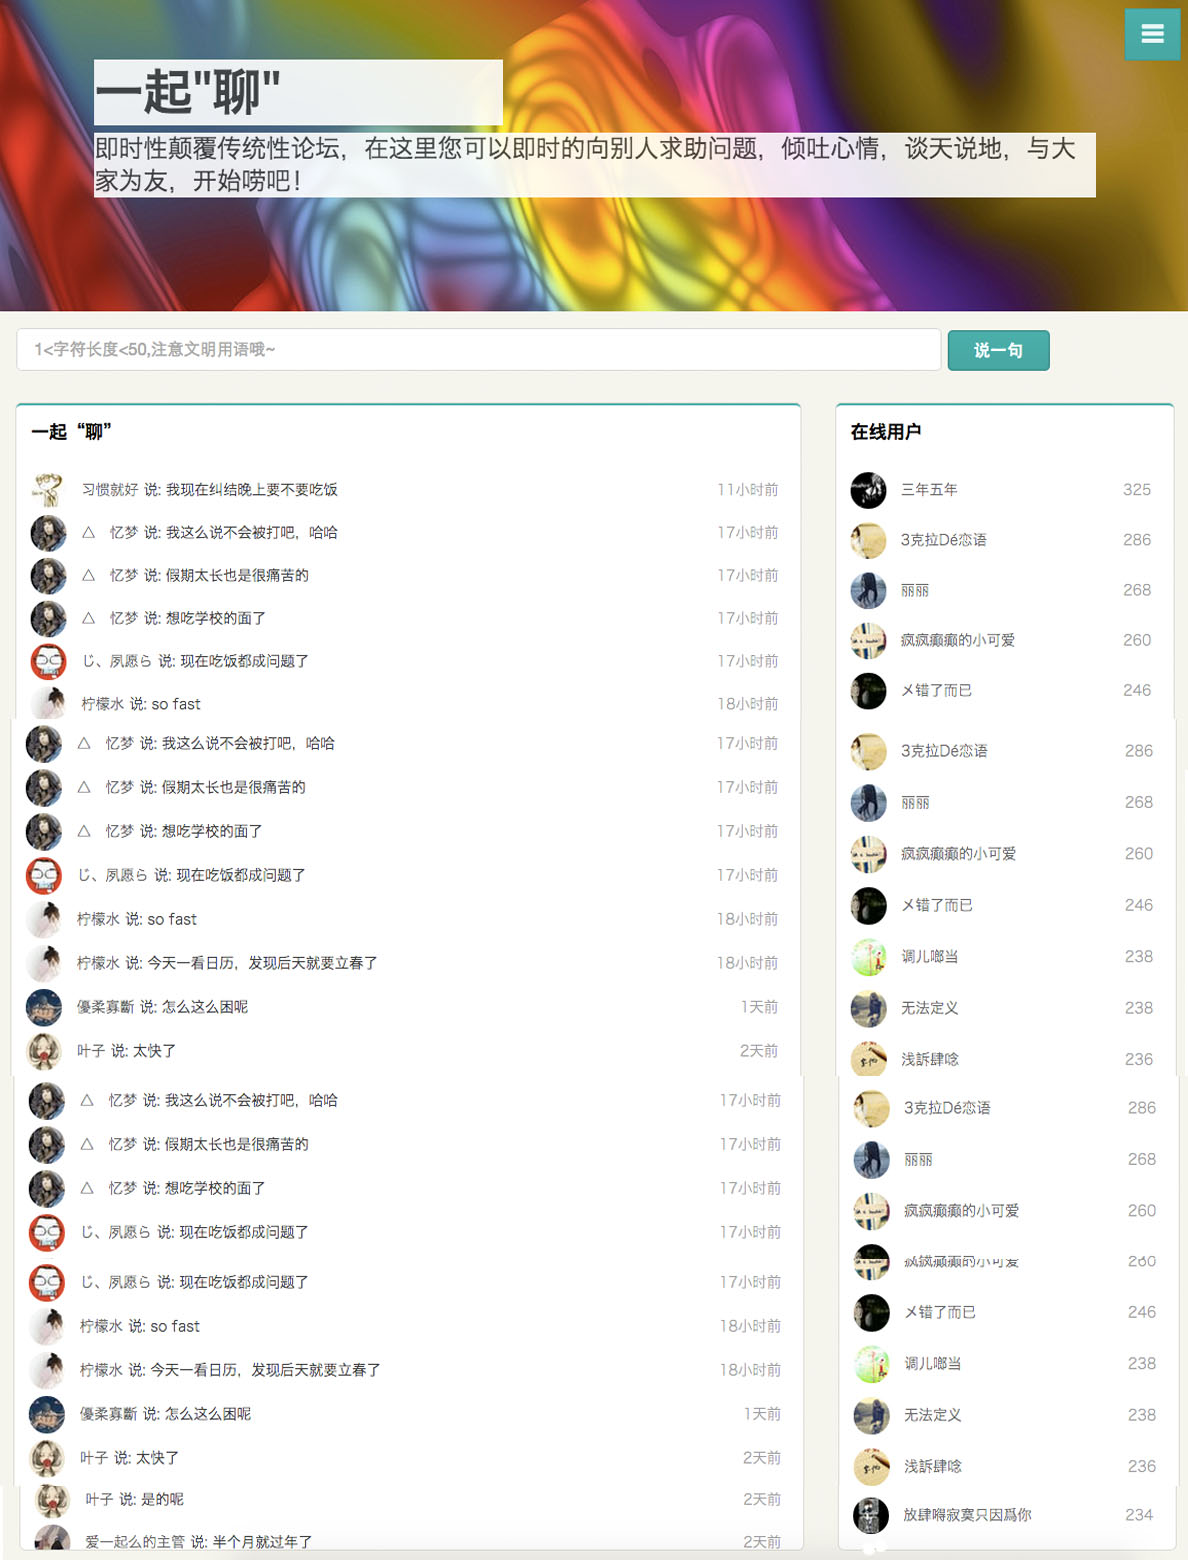 一起"聊"
即时性颠覆传统性论坛，在这里您可以即时的向别人求助问题，倾吐心情，谈天说地，与大
家为友，开始唠吧！
1<字符长度<50,注意文明用语哦~
说一句
一起“聊”
习惯就好 说: 我现在纠结晚上要不要吃饭 11小时前
△ 忆梦 说: 我这么说不会被打吧，哈哈 17小时前
△ 忆梦 说: 假期太长也是很痛苦的 17小时前
△ 忆梦 说: 想吃学校的面了 17小时前
じ、夙愿ら 说: 现在吃饭都成问题了 17小时前
柠檬水 说: so fast 18小时前
△ 忆梦 说: 我这么说不会被打吧，哈哈 17小时前
△ 忆梦 说: 假期太长也是很痛苦的 17小时前
△ 忆梦 说: 想吃学校的面了 17小时前
じ、夙愿ら 说: 现在吃饭都成问题了 17小时前
柠檬水 说: so fast 18小时前
柠檬水 说: 今天一看日历，发现后天就要立春了 18小时前
優柔寡斷 说: 怎么这么困呢 1天前
叶子 说: 太快了 2天前
△ 忆梦 说: 我这么说不会被打吧，哈哈 17小时前
△ 忆梦 说: 假期太长也是很痛苦的 17小时前
△ 忆梦 说: 想吃学校的面了 17小时前
じ、夙愿ら 说: 现在吃饭都成问题了 17小时前
じ、夙愿ら 说: 现在吃饭都成问题了 17小时前
柠檬水 说: so fast 18小时前
柠檬水 说: 今天一看日历，发现后天就要立春了 18小时前
優柔寡斷 说: 怎么这么困呢 1天前
叶子 说: 太快了 2天前
叶子 说: 是的呢 2天前
爱一起么的主管 说: 半个月就过年了 2天前
在线用户
三年五年 325
3克拉Dé恋语 286
丽丽 268
疯疯癫癫的小可爱 260
メ错了而已 246
3克拉Dé恋语 286
丽丽 268
疯疯癫癫的小可爱 260
メ错了而已 246
调儿啷当 238
无法定义 238
浅訴肆唸 236
3克拉Dé恋语 286
丽丽 268
疯疯癫癫的小可爱 260
疯疯癫癫的小可爱 260
メ错了而已 246
调儿啷当 238
无法定义 238
浅訴肆唸 236
放肆嘚寂寞只因爲你 234